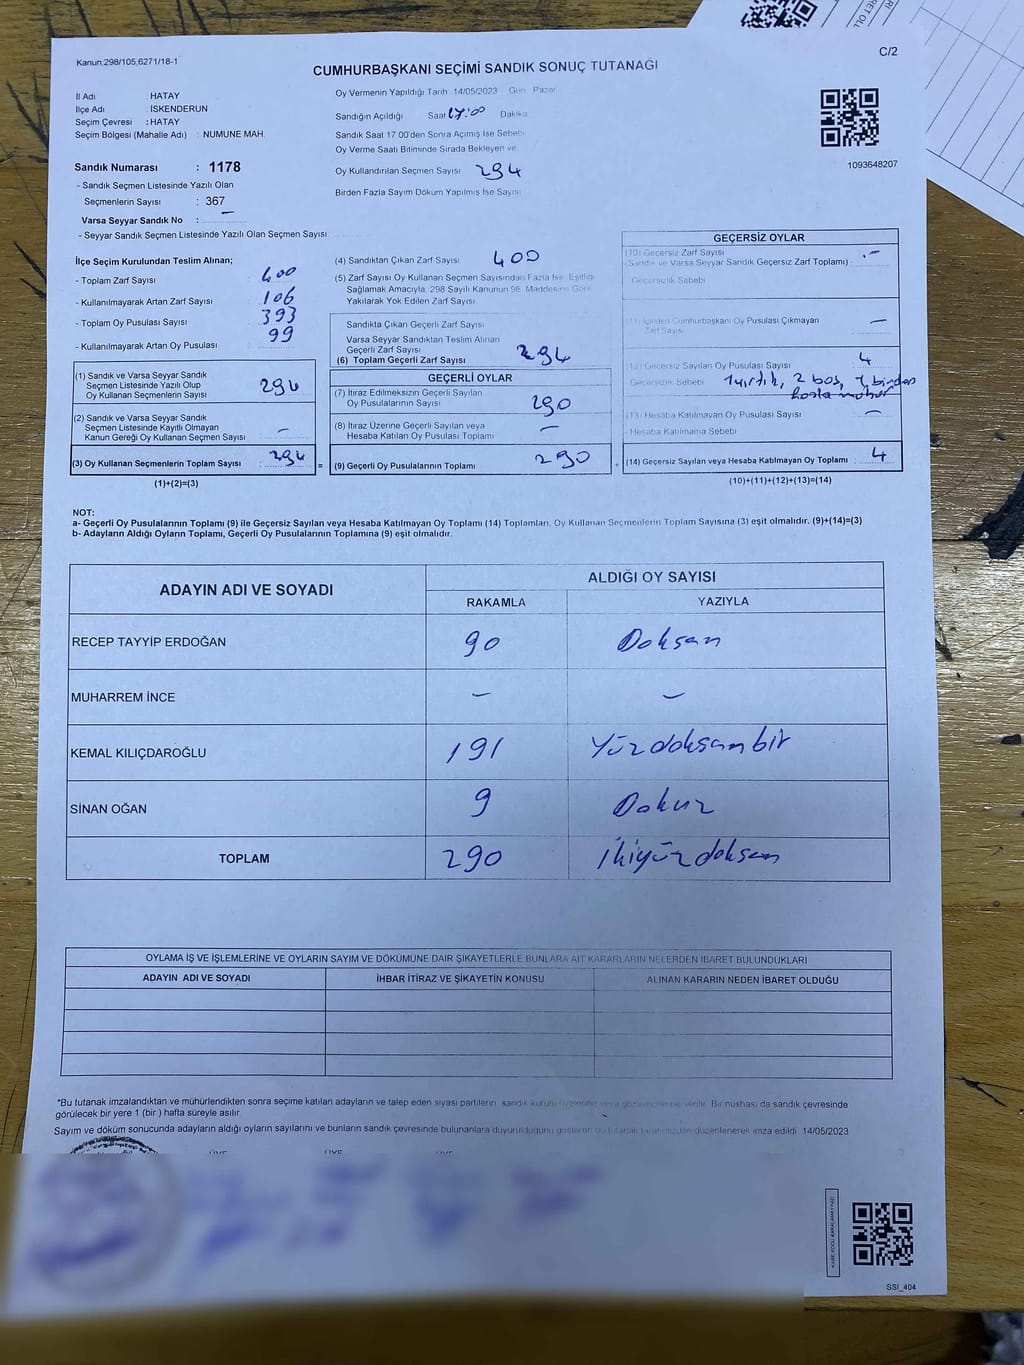 C/2
Kanun:298/105,6271/18-1
CUMHURBAŞKANI SEÇİMİ SANDIK SONUÇ TUTANAĞI
İl Adı : HATAY
İlçe Adı : İSKENDERUN
Seçim Çevresi : HATAY
Seçim Bölgesi (Mahalle Adı) : NUMUNE MAH.
Sandık Numarası : 1178
- Sandık Seçmen Listesinde Yazılı Olan
Seçmenlerin Sayısı : 367
Varsa Seyyar Sandık No : –
- Seyyar Sandık Seçmen Listesinde Yazılı Olan Seçmen Sayısı
Oy Vermenin Yapıldığı Tarih 14/05/2023 Gün Pazar
Sandığın Açıldığı Saat 17:00 Dakika
Sandık Saat 17 00'den Sonra Açımış İse Sebebi
Oy Verme Saati Bitiminde Sırada Bekleyen ve
Oy Kullandırılan Seçmen Sayısı 294
Birden Fazla Sayım Döküm Yapılmış İse Sayısı
1093648207
İlçe Seçim Kurulundan Teslim Alınan;
- Toplam Zarf Sayısı 400
- Kullanılmayarak Artan Zarf Sayısı 106
- Toplam Oy Pusulası Sayısı 393
- Kullanılmayarak Artan Oy Pusulası 99
(1) Sandık ve Varsa Seyyar Sandık
Seçmen Listesinde Yazılı Olup
Oy Kullanan Seçmenlerin Sayısı 294
(2) Sandık ve Varsa Seyyar Sandık
Seçmen Listesinde Kayıtlı Olmayan
Kanun Gereği Oy Kullanan Seçmen Sayısı –
(3) Oy Kullanan Seçmenlerin Toplam Sayısı 294 =
(1)+(2)=(3)
(4) Sandıktan Çıkan Zarf Sayısı 400
(5) Zarf Sayısı Oy Kullanan Seçmen Sayısından Fazla İse, Eşitliği
Sağlamak Amacıyla, 298 Sayılı Kanunun 98. Maddesine Göre
Yakılarak Yok Edilen Zarf Sayısı
Sandıkta Çıkan Geçerli Zarf Sayısı
Varsa Seyyar Sandıktan Teslim Alınan
Geçerli Zarf Sayısı
(6) Toplam Geçerli Zarf Sayısı 294
GEÇERLİ OYLAR
(7) İtiraz Edilmeksizin Geçerli Sayılan
Oy Pusulalarının Sayısı 290
(8) İtiraz Üzerine Geçerli Sayılan veya
Hesaba Katılan Oy Pusulası Toplamı –
(9) Geçerli Oy Pusulalarının Toplamı 290 +
GEÇERSİZ OYLAR
(10) Geçersiz Zarf Sayısı
(Sandık ve Varsa Seyyar Sandık Geçersiz Zarf Toplamı) : –
Geçersizlik Sebebi
(11) İçinden Cumhurbaşkanı Oy Pusulası Çıkmayan
Zarf Sayısı –
(12) Geçersiz Sayılan Oy Pusulası Sayısı 4
Geçersizlik Sebebi 1 yırtık, 2 boş, 1 birden
fazla mühür
(13) Hesaba Katılmayan Oy Pusulası Sayısı –
- Hesaba Katılmama Sebebi
(14) Geçersiz Sayılan veya Hesaba Katılmayan Oy Toplamı 4
(10)+(11)+(12)+(13)=(14)
NOT:
a- Geçerli Oy Pusulalarının Toplamı (9) ile Geçersiz Sayılan veya Hesaba Katılmayan Oy Toplamı (14) Toplamları, Oy Kullanan Seçmenlerin Toplam Sayısına (3) eşit olmalıdır. (9)+(14)=(3)
b- Adayların Aldığı Oyların Toplamı, Geçerli Oy Pusulalarının Toplamına (9) eşit olmalıdır.
ADAYIN ADI VE SOYADI ALDIĞI OY SAYISI
RAKAMLA YAZIYLA
RECEP TAYYİP ERDOĞAN 90 Doksan
MUHARREM İNCE – –
KEMAL KILIÇDAROĞLU 191 Yüzdoksanbir
SİNAN OĞAN 9 Dokuz
TOPLAM 290 İkiyüzdoksan
OYLAMA İŞ VE İŞLEMLERİNE VE OYLARIN SAYIM VE DÖKÜMÜNE DAİR ŞİKAYETLERLE BUNLARA AİT KARARLARIN NELERDEN İBARET BULUNDUKLARI
ADAYIN ADI VE SOYADI İHBAR İTİRAZ VE ŞİKAYETİN KONUSU ALINAN KARARIN NEDEN İBARET OLDUĞU
*Bu tutanak imzalandıktan ve mühürlendikten sonra seçime katılan adayların ve talep eden siyasi partilerin sandık kurulu üyelerine veya gözlemcilerine verilir. Bir nüshası da sandık çevresinde
görülecek bir yere 1 (bir ) hafta süreyle asılır.
Sayım ve döküm sonucunda adayların aldığı oyların sayılarını ve bunların sandık çevresinde bulunanlara duyurulduğunu gösteren bu tutanak tarafımızdan düzenlenerek imza edildi 14/05/2023
ÜYE ÜYE
KARE KODU KARALAMAYINIZ
SSI_404